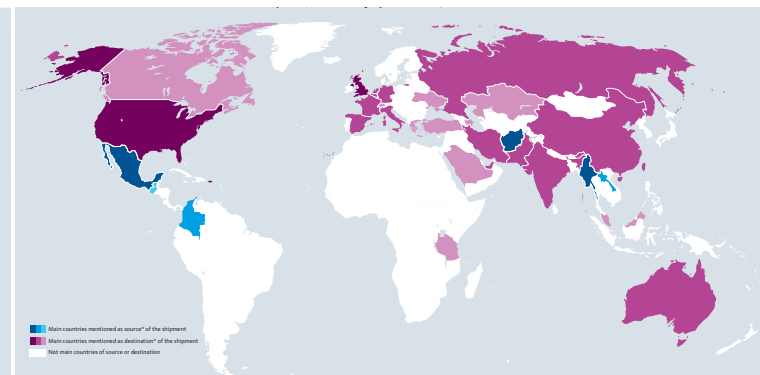 Main countries mentioned as source* of the shipment
Main countries mentioned as destination* of the shipment
Not main countries of source or destination